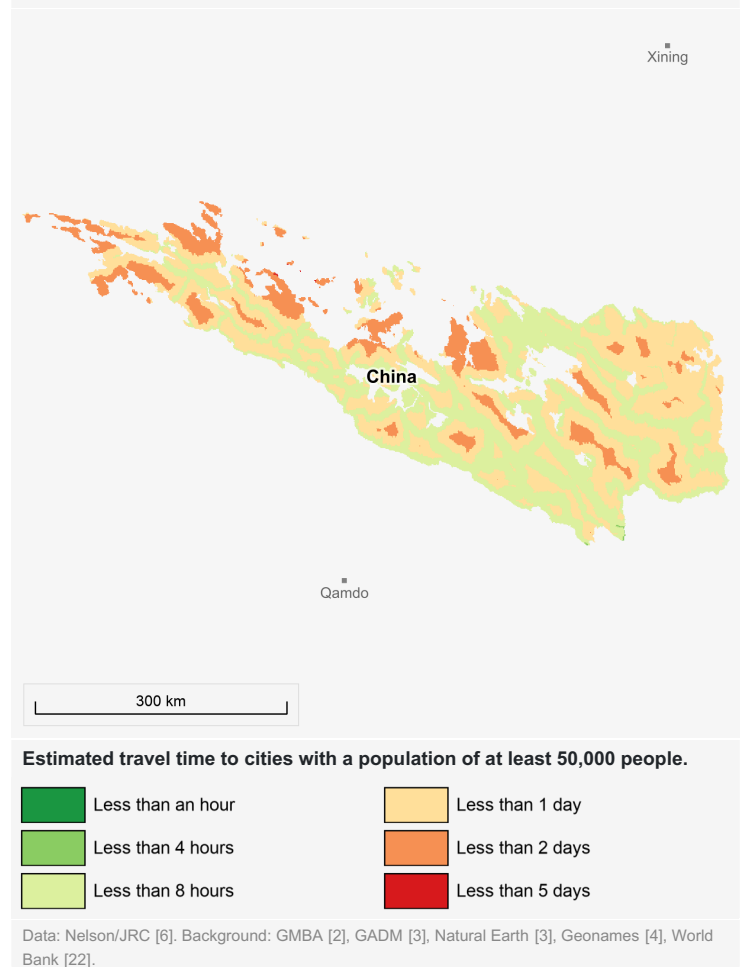 Xining
China
Qamdo
300 km
Estimated travel time to cities with a population of at least 50,000 people.
Less than an hour
Less than 1 day
Less than 4 hours
Less than 2 days
Less than 8 hours
Less than 5 days
Data: Nelson/JRC [6]. Background: GMBA [2], GADM [3], Natural Earth [3], Geonames [4], World
Bank [22].